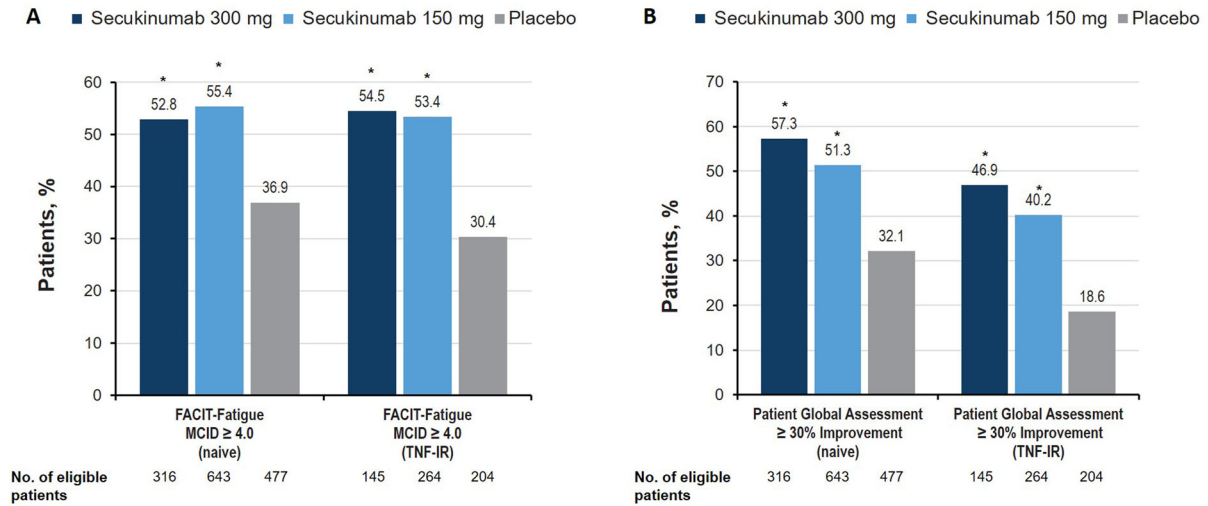 A
Secukinumab 300 mg Secukinumab 150 mg Placebo
Patients, %
60
50
40
30
20
10
0
* * * *
52.8 55.4 36.9 54.5 53.4 30.4
FACIT-Fatigue
MCID ≥ 4.0
(naive)
FACIT-Fatigue
MCID ≥ 4.0
(TNF-IR)
No. of eligible
patients
316 643 477 145 264 204
B
Secukinumab 300 mg Secukinumab 150 mg Placebo
Patients, %
70
60
50
40
30
20
10
0
* * * *
57.3 51.3 32.1 46.9 40.2 18.6
Patient Global Assessment
≥ 30% Improvement
(naive)
Patient Global Assessment
≥ 30% Improvement
(TNF-IR)
No. of eligible
patients
316 643 477 145 264 204